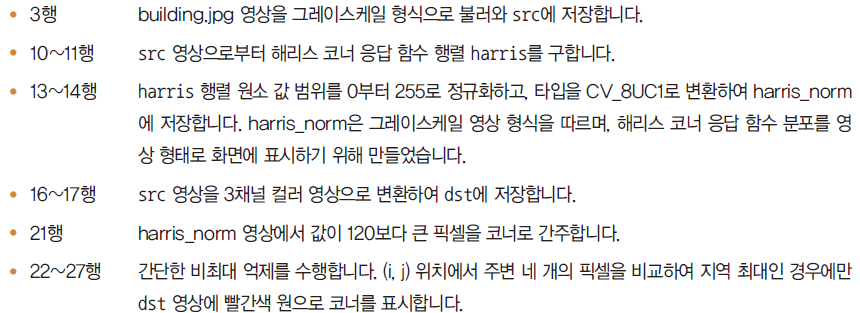 • 3행 building.jpg 영상을 그레이스케일 형식으로 불러와 src에 저장합니다.
• 10~11행 src 영상으로부터 해리스 코너 응답 함수 행렬 harris를 구합니다.
• 13~14행 harris 행렬 원소 값 범위를 0부터 255로 정규화하고, 타입을 CV_8UC1로 변환하여 harris_norm
에 저장합니다. harris_norm은 그레이스케일 영상 형식을 따르며, 해리스 코너 응답 함수 분포를 영
상 형태로 화면에 표시하기 위해 만들었습니다.
• 16~17행 src 영상을 3채널 컬러 영상으로 변환하여 dst에 저장합니다.
• 21행 harris_norm 영상에서 값이 120보다 큰 픽셀을 코너로 간주합니다.
• 22~27행 간단한 비최대 억제를 수행합니다. (i, j) 위치에서 주변 네 개의 픽셀을 비교하여 지역 최대인 경우에만
dst 영상에 빨간색 원으로 코너를 표시합니다.